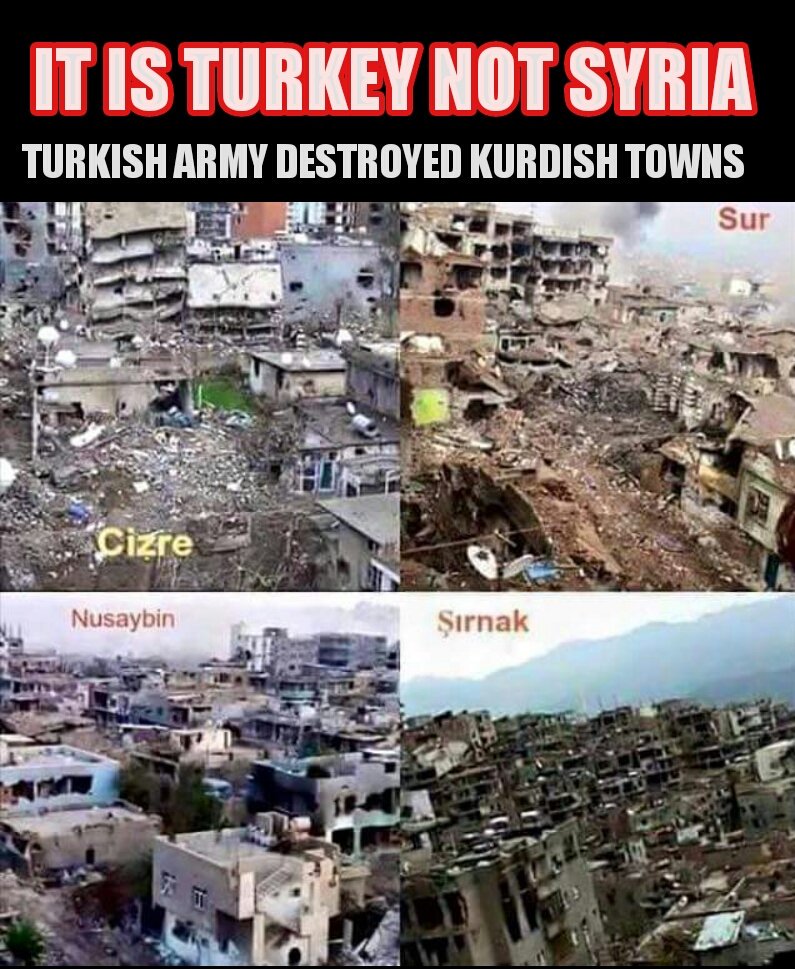 IT IS TURKEY NOT SYRIA
TURKISH ARMY DESTROYED KURDISH TOWNS
Sur
Cizre
Nusaybin
Şırnak